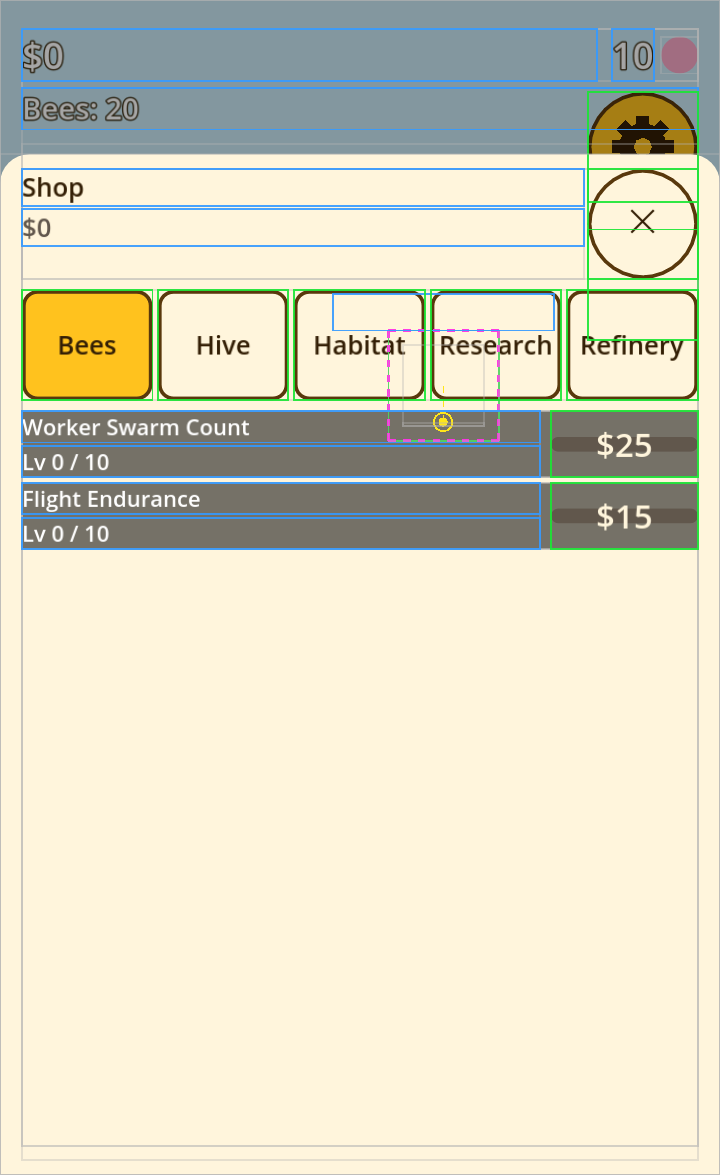 $0
10
Bees: 20
Shop
$0
Bees
Hive
Habitat
Research
Refinery
Worker Swarm Count
Lv 0 / 10
$25
Flight Endurance
Lv 0 / 10
$15